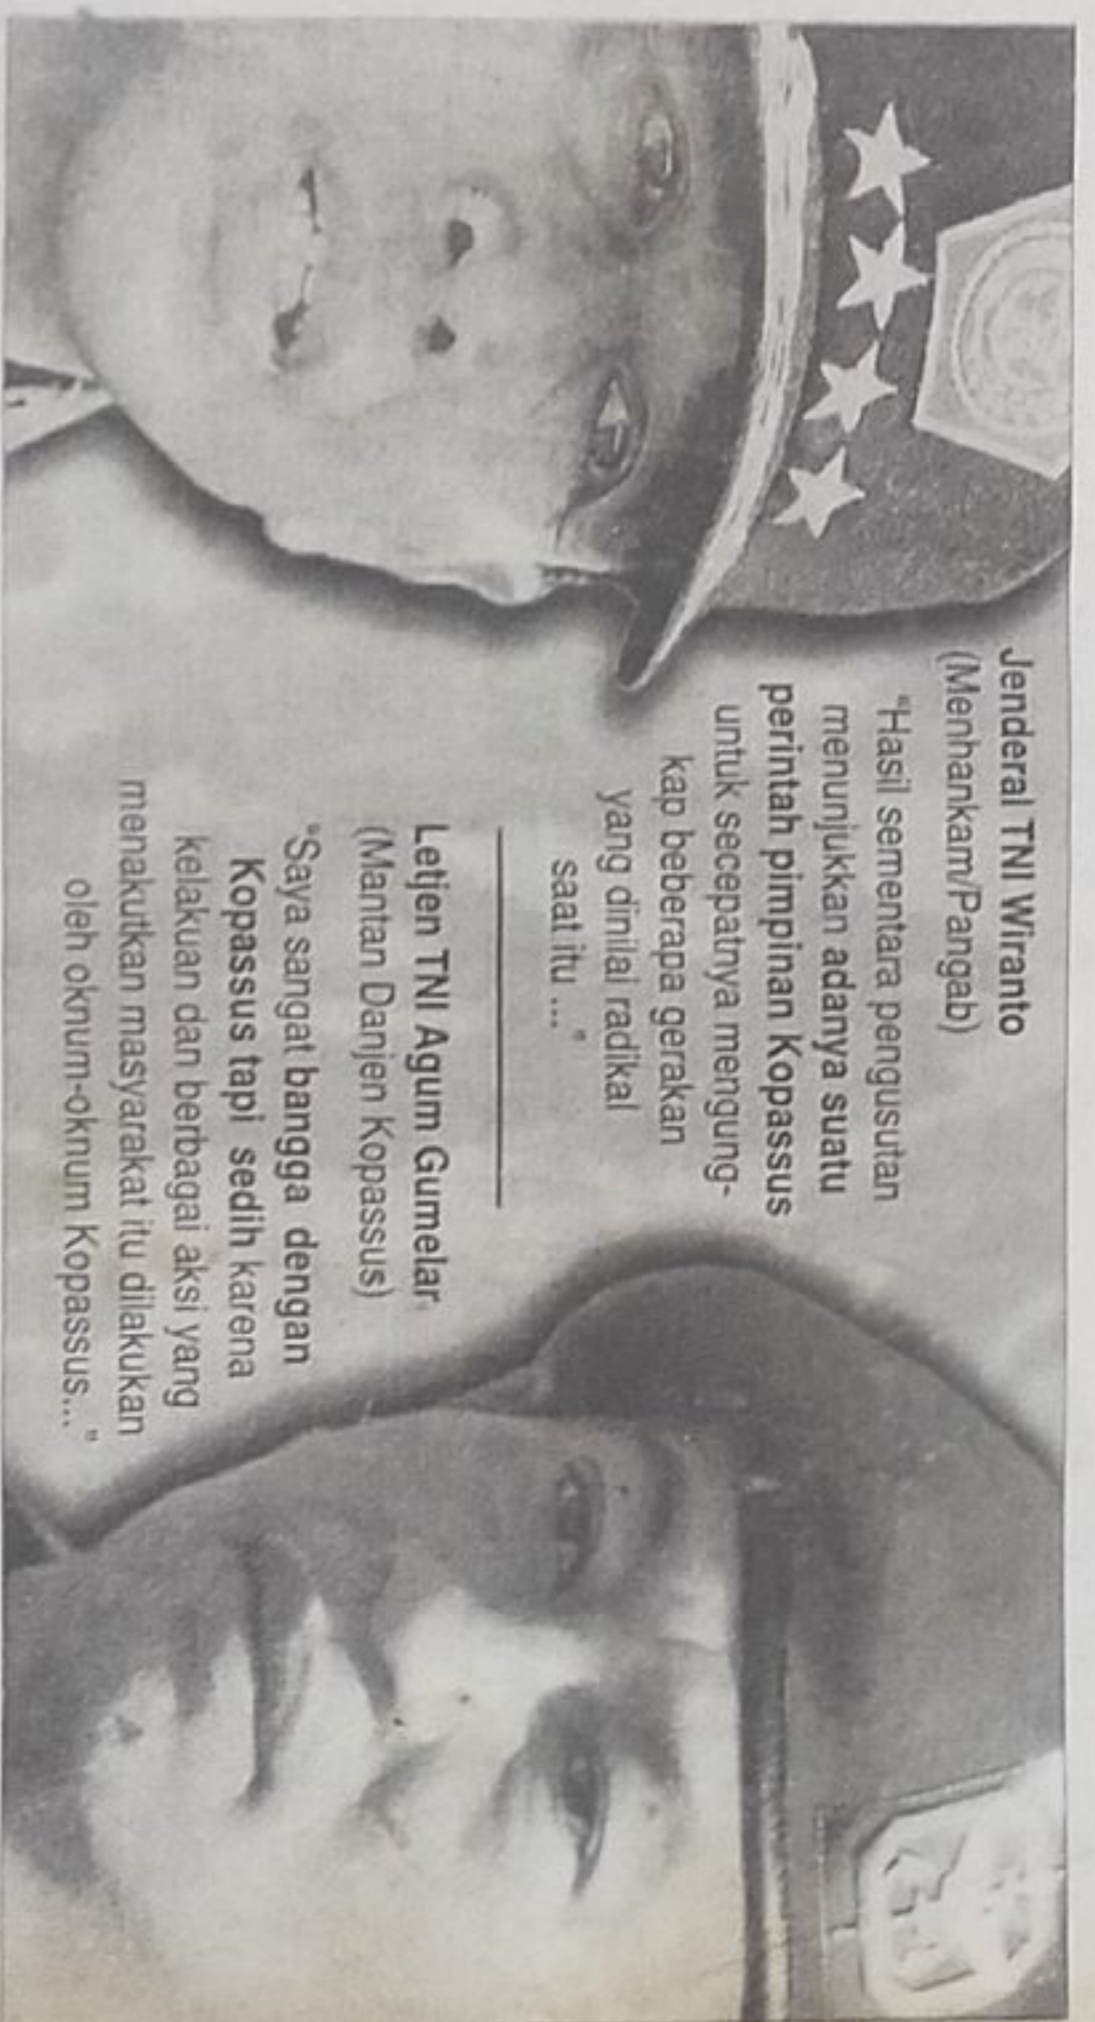 Jenderal TNI Wiranto
(Menhankam/Pangab)
"Hasil sementara pengusutan
menunjukkan adanya suatu
perintah pimpinan Kopassus
untuk secepatnya mengung-
kap beberapa gerakan
yang dinilai radikal
saat itu ..."
Letjen TNI Agum Gumelar
(Mantan Danjen Kopassus)
"Saya sangat bangga dengan
Kopassus tapi sedih karena
kelakuan dan berbagai aksi yang
menakutkan masyarakat itu dilakukan
oleh oknum-oknum Kopassus..."